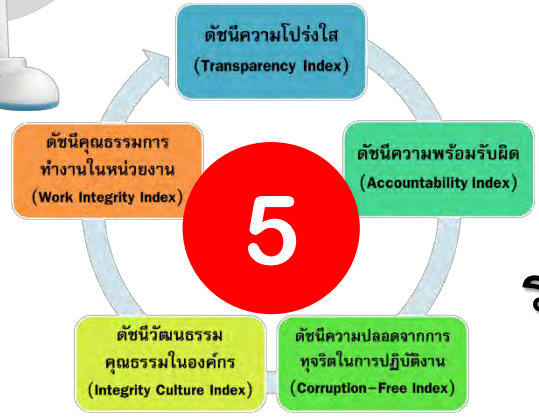 ดัชนีความโปร่งใส
(Transparency Index)
ดัชนีความพร้อมรับผิด
(Accountability Index)
ดัชนีความปลอดจากการ
ทุจริตในการปฏิบัติงาน
(Corruption–Free Index)
ดัชนีวัฒนธรรม
คุณธรรมในองค์กร
(Integrity Culture Index)
ดัชนีคุณธรรมการ
ทำงานในหน่วยงาน
(Work Integrity Index)
5